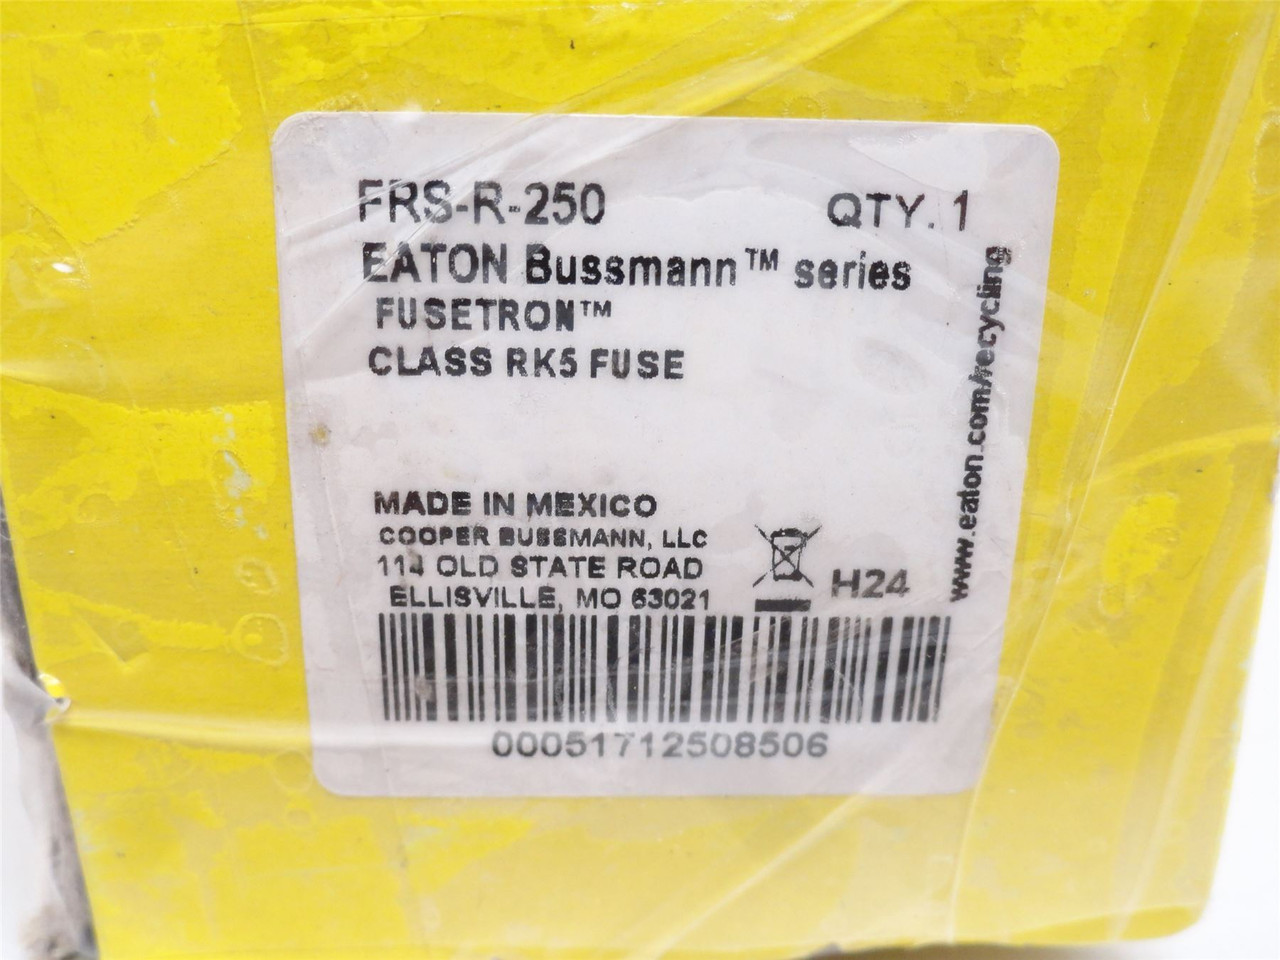 FRS-R-250 QTY. 1
EATON Bussmann™ series
FUSETRON™
CLASS RK5 FUSE
MADE IN MEXICO
COOPER BUSSMANN, LLC
114 OLD STATE ROAD
ELLISVILLE, MO 63021
H24
www.eaton.com/recycling
00051712508506